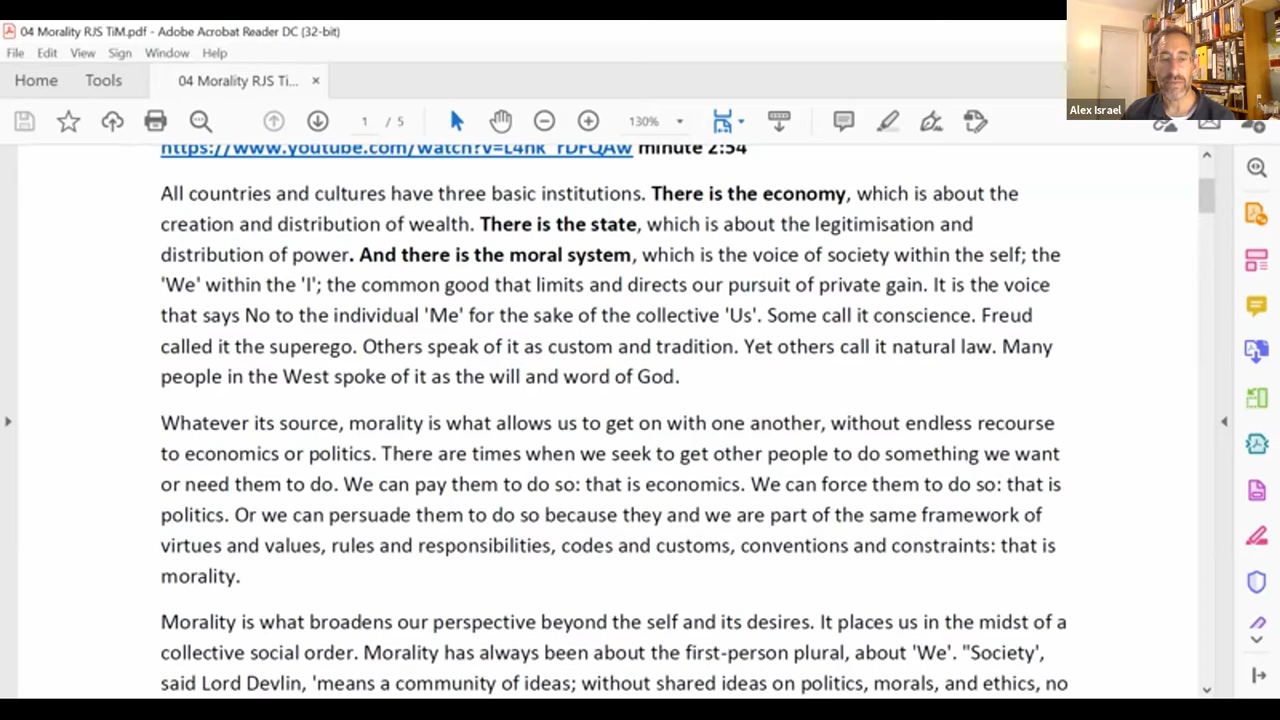 04 Morality RJS TiM.pdf - Adobe Acrobat Reader DC (32-bit)
File Edit View Sign Window Help
Home Tools 04 Morality RJS Ti... ×
1 / 5 130%
Alex Israel
https://www.youtube.com/watch?v=L4nk_rDFQAw minute 2:54
All countries and cultures have three basic institutions. There is the economy, which is about the
creation and distribution of wealth. There is the state, which is about the legitimisation and
distribution of power. And there is the moral system, which is the voice of society within the self; the
'We' within the 'I'; the common good that limits and directs our pursuit of private gain. It is the voice
that says No to the individual 'Me' for the sake of the collective 'Us'. Some call it conscience. Freud
called it the superego. Others speak of it as custom and tradition. Yet others call it natural law. Many
people in the West spoke of it as the will and word of God.
Whatever its source, morality is what allows us to get on with one another, without endless recourse
to economics or politics. There are times when we seek to get other people to do something we want
or need them to do. We can pay them to do so: that is economics. We can force them to do so: that is
politics. Or we can persuade them to do so because they and we are part of the same framework of
virtues and values, rules and responsibilities, codes and customs, conventions and constraints: that is
morality.
Morality is what broadens our perspective beyond the self and its desires. It places us in the midst of a
collective social order. Morality has always been about the first-person plural, about 'We'. "Society',
said Lord Devlin, 'means a community of ideas; without shared ideas on politics, morals, and ethics, no